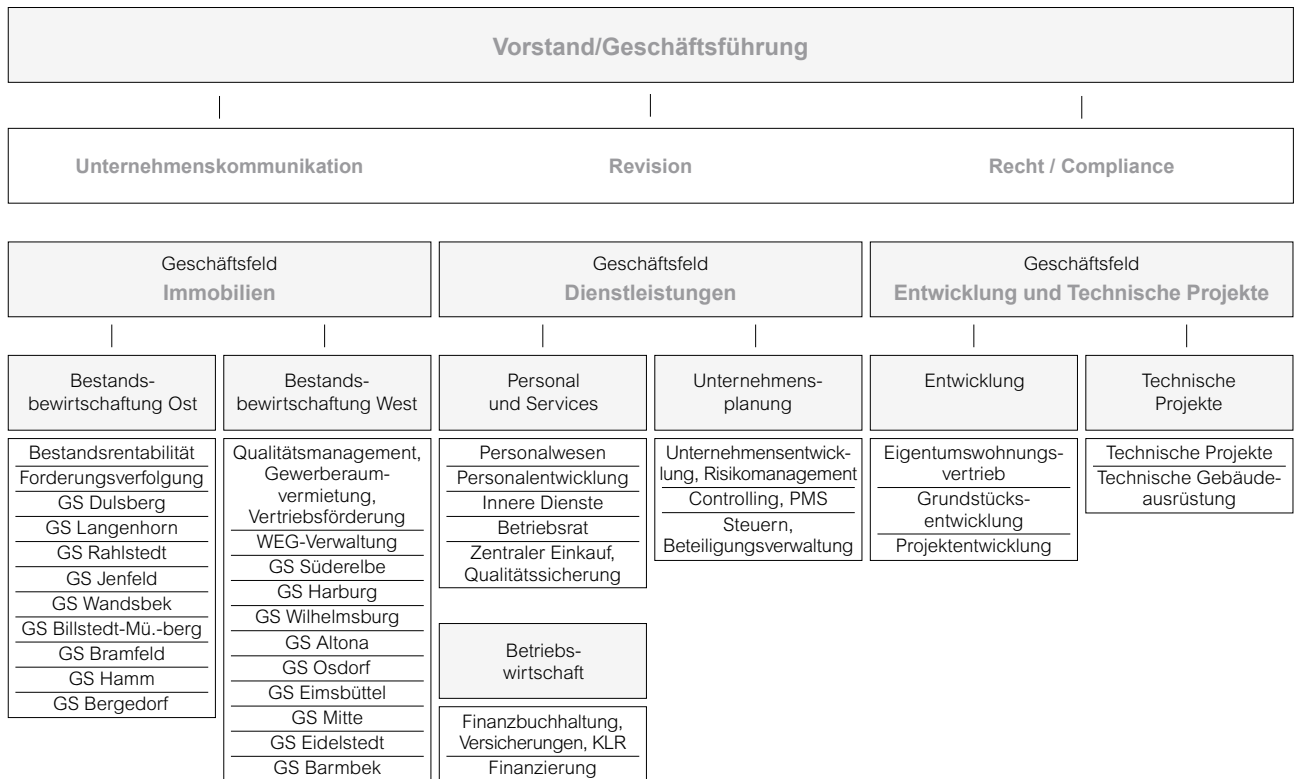 Vorstand/Geschäftsführung
Unternehmenskommunikation
Revision
Recht / Compliance
Geschäftsfeld
Immobilien
Geschäftsfeld
Dienstleistungen
Geschäftsfeld
Entwicklung und Technische Projekte
Bestands-
bewirtschaftung Ost
Bestandsrentabilität
Forderungsverfolgung
GS Dulsberg
GS Langenhorn
GS Rahlstedt
GS Jenfeld
GS Wandsbek
GS Billstedt-Mü.-berg
GS Bramfeld
GS Hamm
GS Bergedorf
Bestands-
bewirtschaftung West
Qualitätsmanagement,
Gewerberaum-
vermietung,
Vertriebsförderung
WEG-Verwaltung
GS Süderelbe
GS Harburg
GS Wilhelmsburg
GS Altona
GS Osdorf
GS Eimsbüttel
GS Mitte
GS Eidelstedt
GS Barmbek
Personal
und Services
Personalwesen
Personalentwicklung
Innere Dienste
Betriebsrat
Zentraler Einkauf,
Qualitätssicherung
Betriebs-
wirtschaft
Finanzbuchhaltung,
Versicherungen, KLR
Finanzierung
Unternehmens-
planung
Unternehmensentwick-
lung, Risikomanagement
Controlling, PMS
Steuern,
Beteiligungsverwaltung
Entwicklung
Eigentumswohnungs-
vertrieb
Grundstücks-
entwicklung
Projektentwicklung
Technische
Projekte
Technische Projekte
Technische Gebäude-
ausrüstung